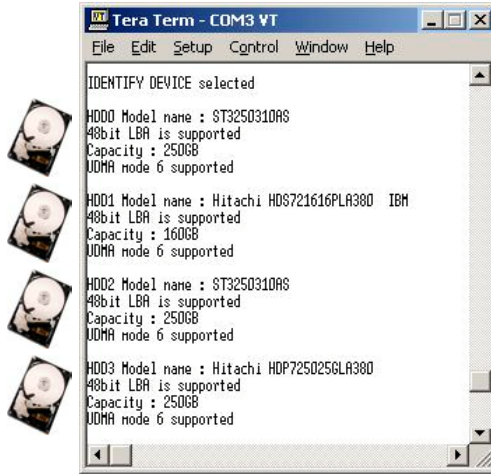 Tera Term - COM3 VT
File Edit Setup Control Window Help
IDENTIFY DEVICE selected
HDD0 Model name : ST3250310AS
48bit LBA is supported
Capacity : 250GB
UDMA mode 6 supported
HDD1 Model name : Hitachi HDS721616PLA380 IBM
48bit LBA is supported
Capacity : 160GB
UDMA mode 6 supported
HDD2 Model name : ST3250310AS
48bit LBA is supported
Capacity : 250GB
UDMA mode 6 supported
HDD3 Model name : Hitachi HDP725025GLA380
48bit LBA is supported
Capacity : 250GB
UDMA mode 6 supported